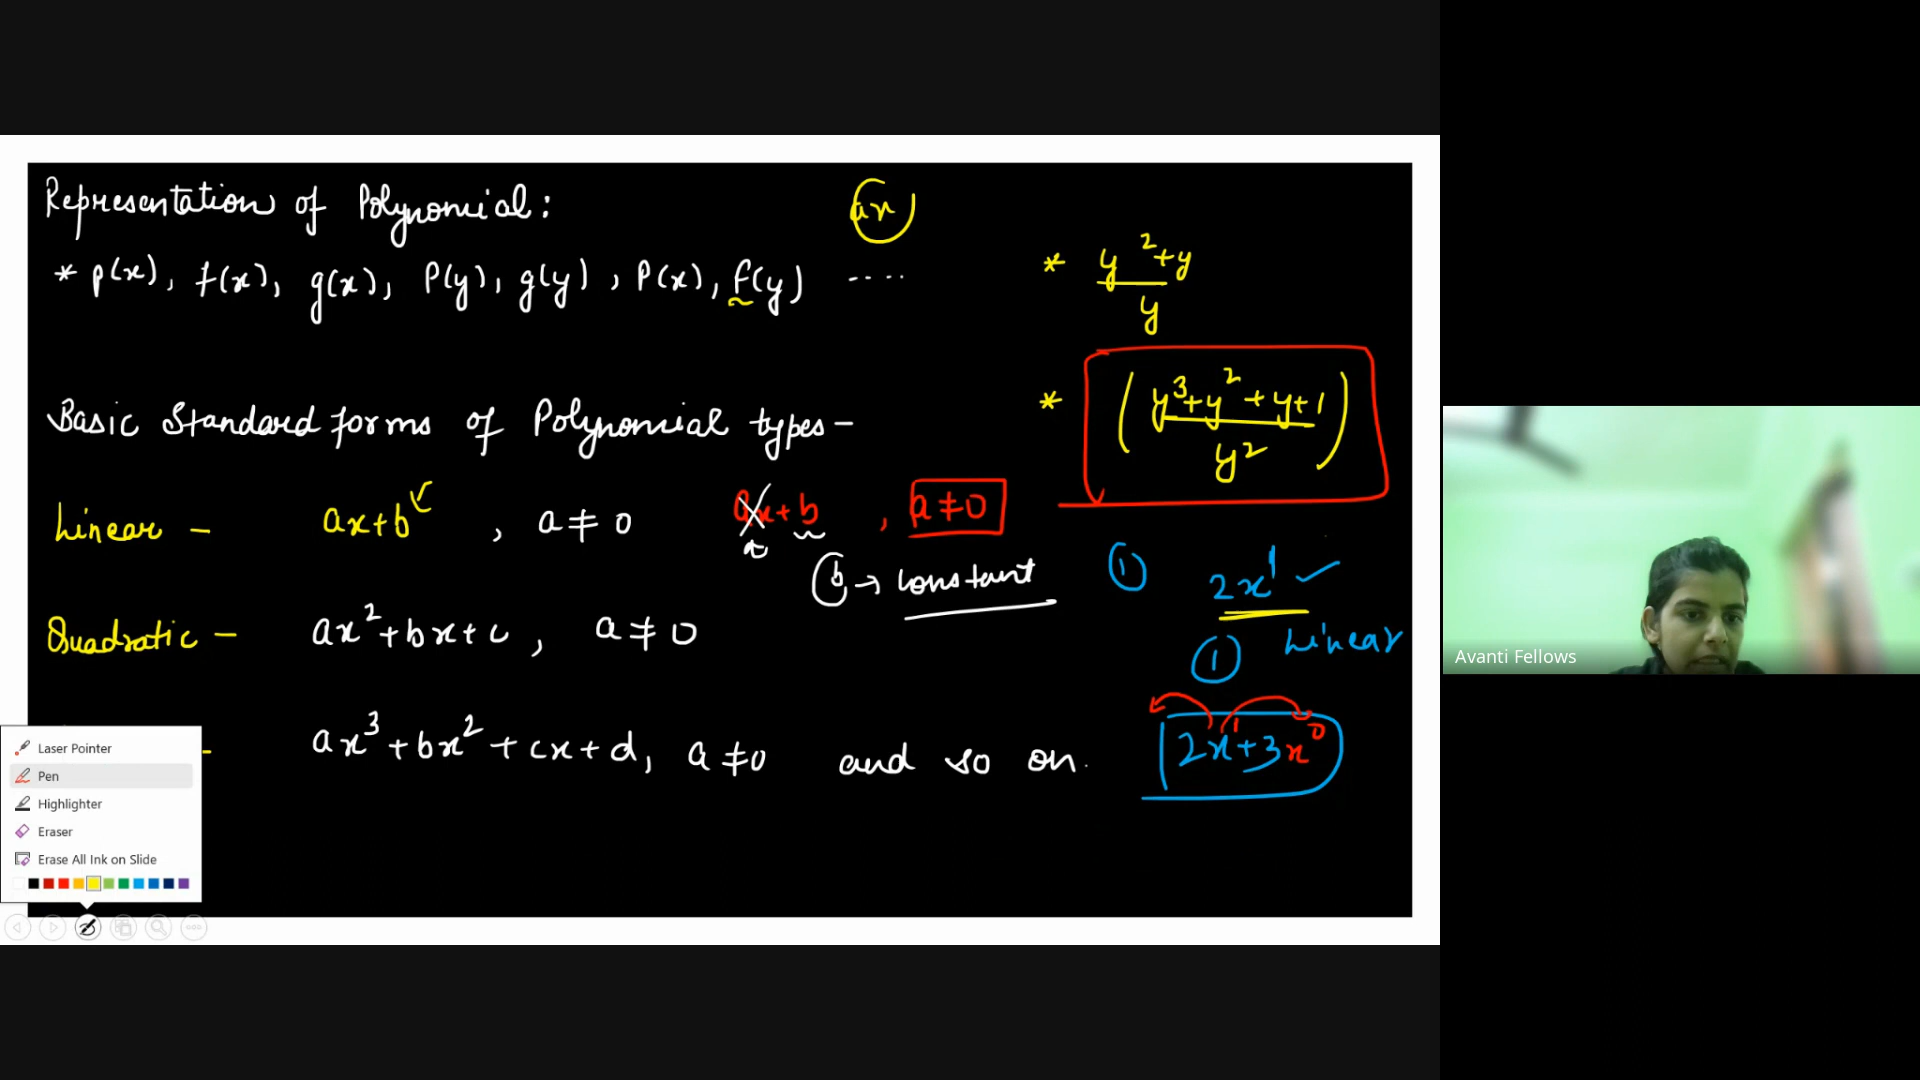 Representation of Polynomial:
ax
* p(x), f(x), g(x), P(y), g(y), P(x), f(y) ....
* y²+y / y
Basic Standard forms of Polynomial types-
* (y³+y²+y+1 / y²)
Linear - ax+b, a≠0 ax+b, a≠0
b → constant
① 2x¹ ✓
Quadratic - ax²+bx+c, a≠0
① Linear
- ax³+bx²+cx+d, a≠0 and so on.
2x¹+3x⁰
Laser Pointer
Pen
Highlighter
Eraser
Erase All Ink on Slide
Avanti Fellows